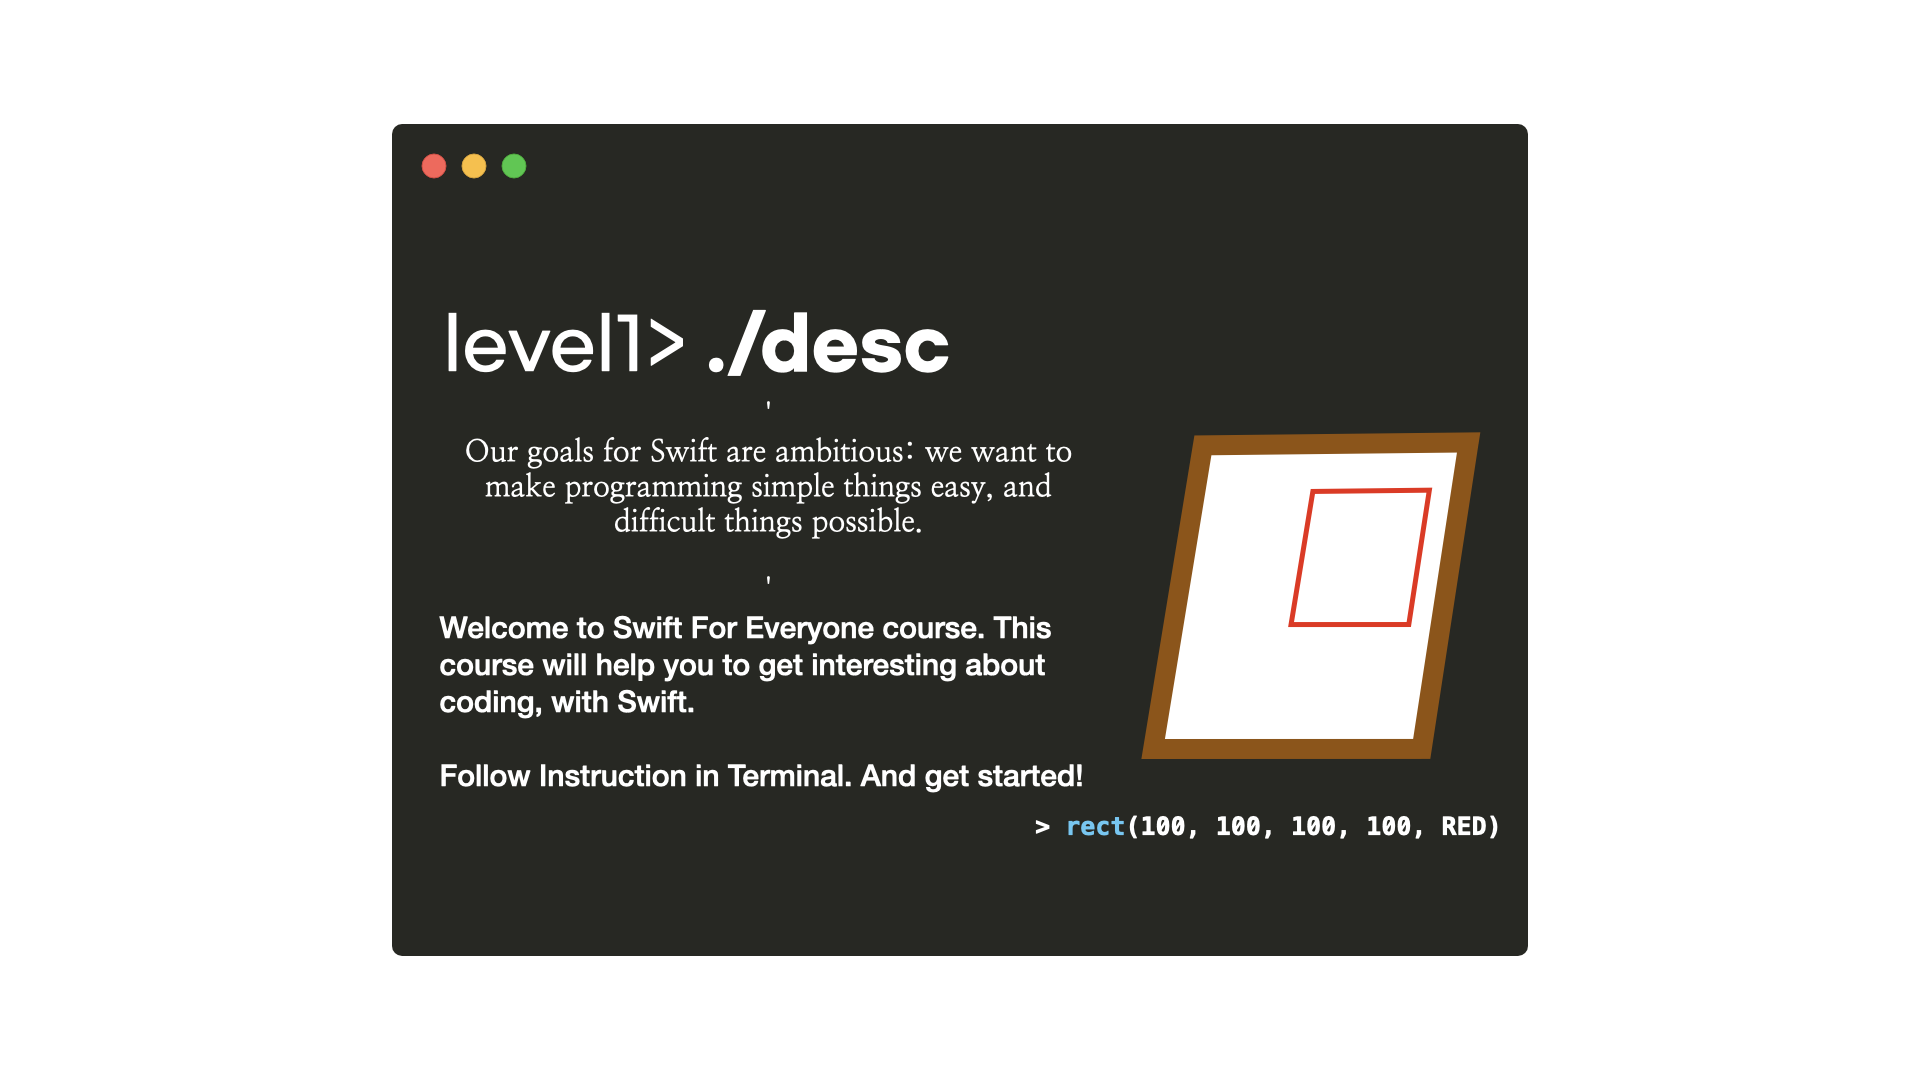 level1> ./desc
'
Our goals for Swift are ambitious: we want to
make programming simple things easy, and
difficult things possible.
'
Welcome to Swift For Everyone course. This
course will help you to get interesting about
coding, with Swift.
Follow Instruction in Terminal. And get started!
> rect(100, 100, 100, 100, RED)